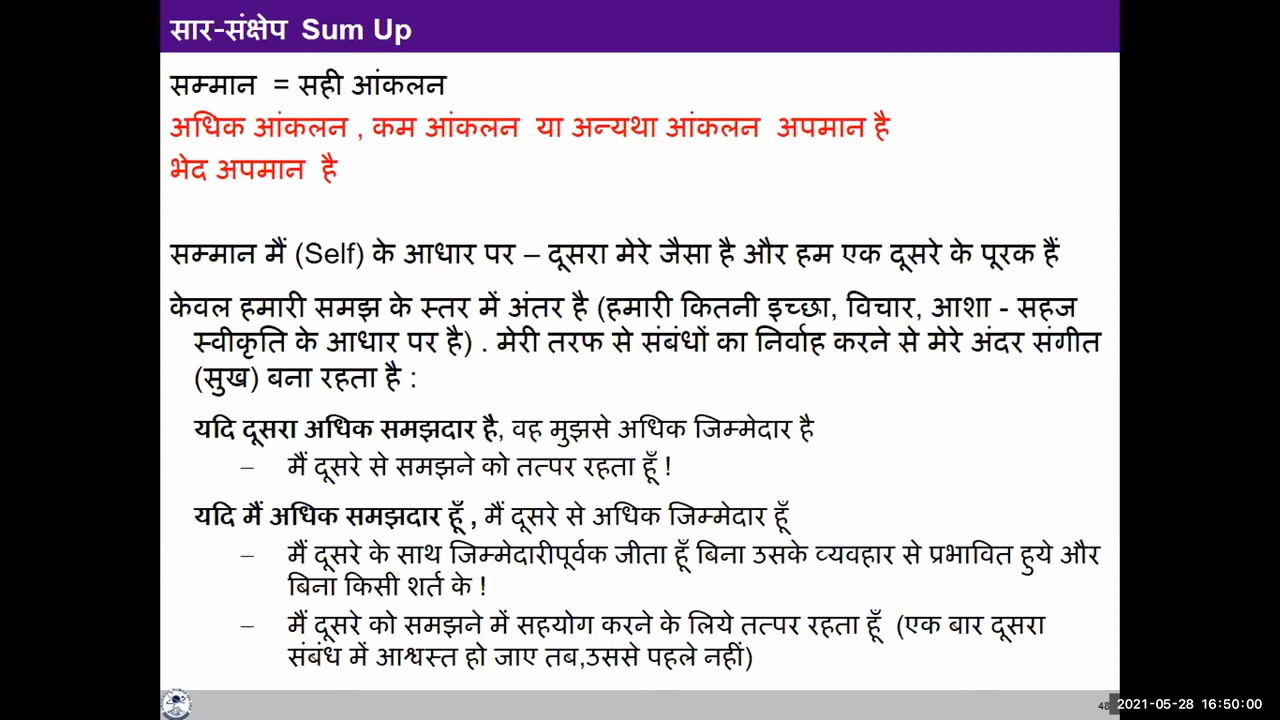 सार-संक्षेप Sum Up
सम्मान = सही आंकलन
अधिक आंकलन , कम आंकलन या अन्यथा आंकलन अपमान है
भेद अपमान है
सम्मान मैं (Self) के आधार पर – दूसरा मेरे जैसा है और हम एक दूसरे के पूरक हैं
केवल हमारी समझ के स्तर में अंतर है (हमारी कितनी इच्छा, विचार, आशा - सहज
स्वीकृति के आधार पर है) . मेरी तरफ से संबंधों का निर्वाह करने से मेरे अंदर संगीत
(सुख) बना रहता है :
यदि दूसरा अधिक समझदार है, वह मुझसे अधिक जिम्मेदार है
– मैं दूसरे से समझने को तत्पर रहता हूँ !
यदि मैं अधिक समझदार हूँ , मैं दूसरे से अधिक जिम्मेदार हूँ
– मैं दूसरे के साथ जिम्मेदारीपूर्वक जीता हूँ बिना उसके व्यवहार से प्रभावित हुये और
बिना किसी शर्त के !
– मैं दूसरे को समझने में सहयोग करने के लिये तत्पर रहता हूँ (एक बार दूसरा
संबंध में आश्वस्त हो जाए तब,उससे पहले नहीं)
48
2021-05-28 16:50:00